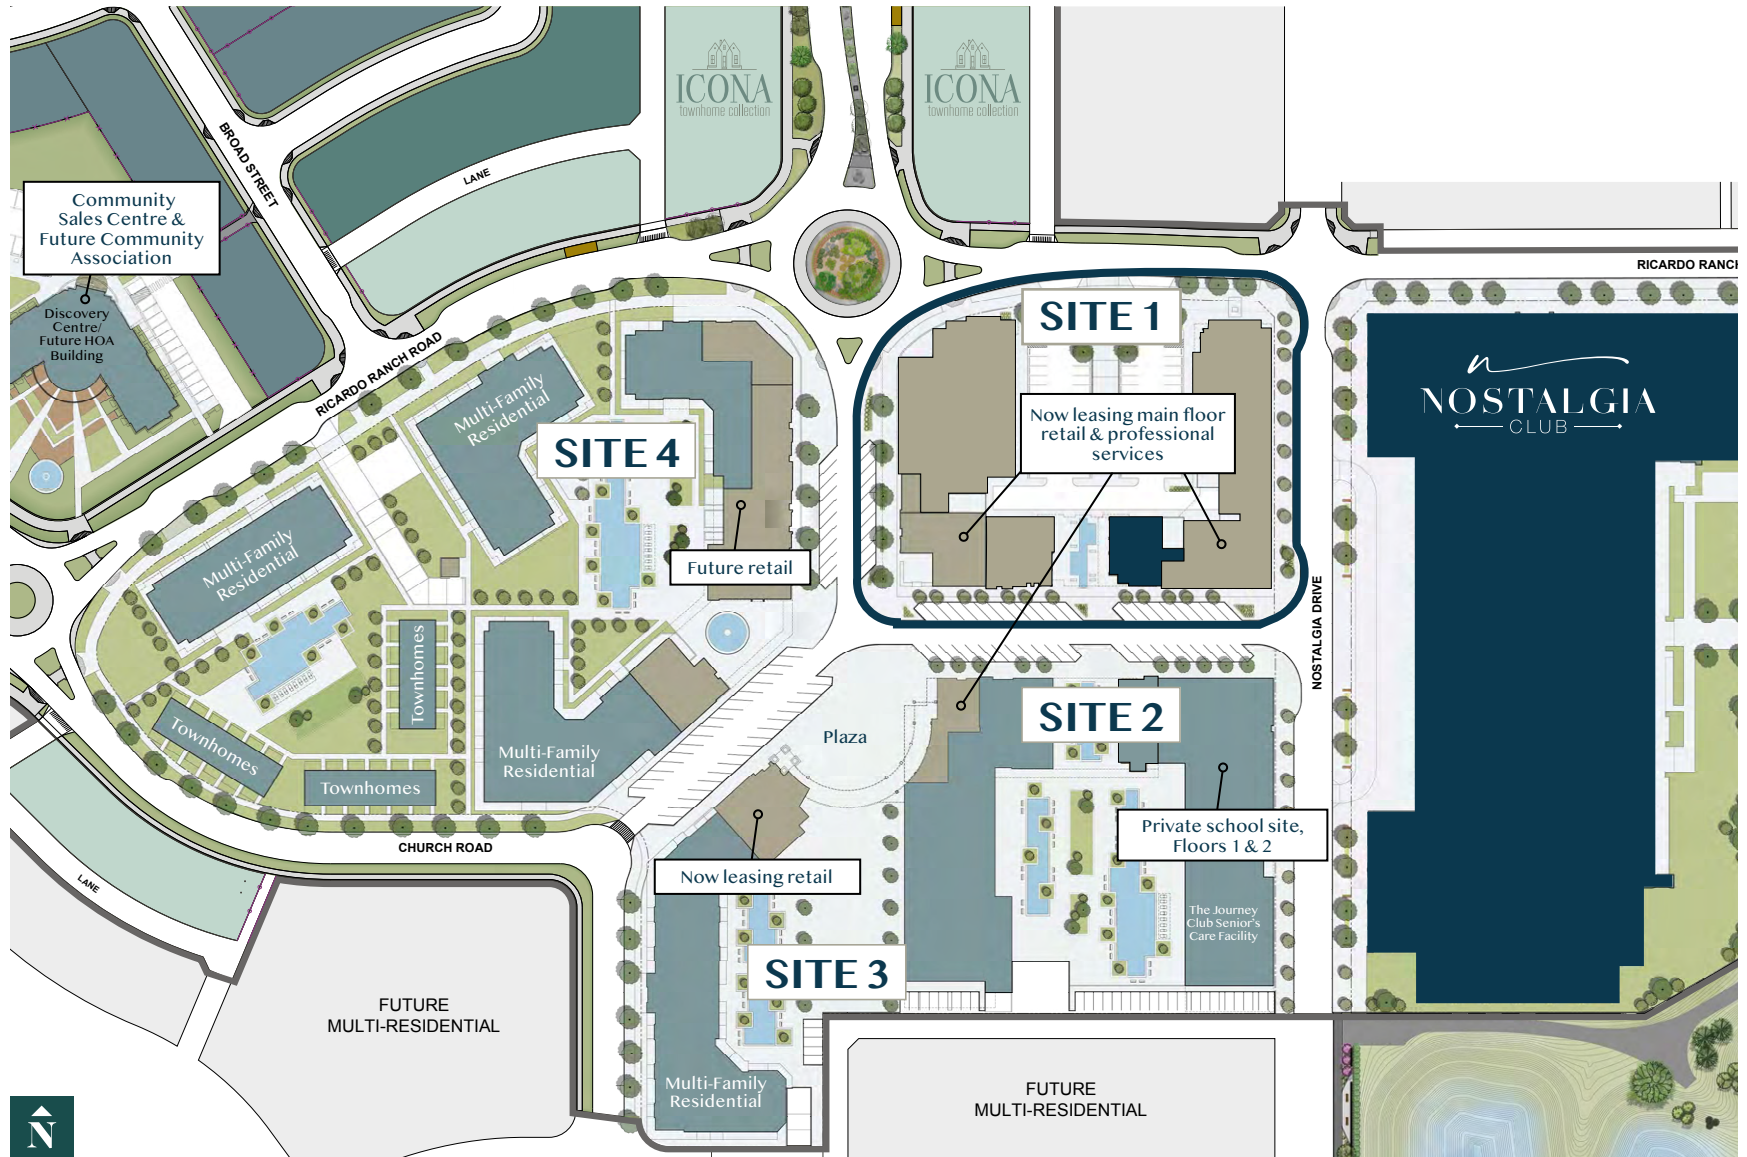 ICONA
townhome collection
ICONA
townhome collection
BROAD STREET
LANE
Community
Sales Centre &
Future Community
Association
Discovery
Centre/
Future HOA
Building
RICARDO RANCH ROAD
RICARDO RANCH
SITE 1
n
NOSTALGIA
CLUB
Now leasing main floor
retail & professional
services
Multi-Family
Residential
SITE 4
Future retail
Multi-Family
Residential
Townhomes
Townhomes
Townhomes
Multi-Family
Residential
NOSTALGIA DRIVE
Plaza
SITE 2
Private school site,
Floors 1 & 2
Now leasing retail
CHURCH ROAD
LANE
The Journey
Club Senior's
Care Facility
SITE 3
FUTURE
MULTI-RESIDENTIAL
Multi-Family
Residential
FUTURE
MULTI-RESIDENTIAL
N